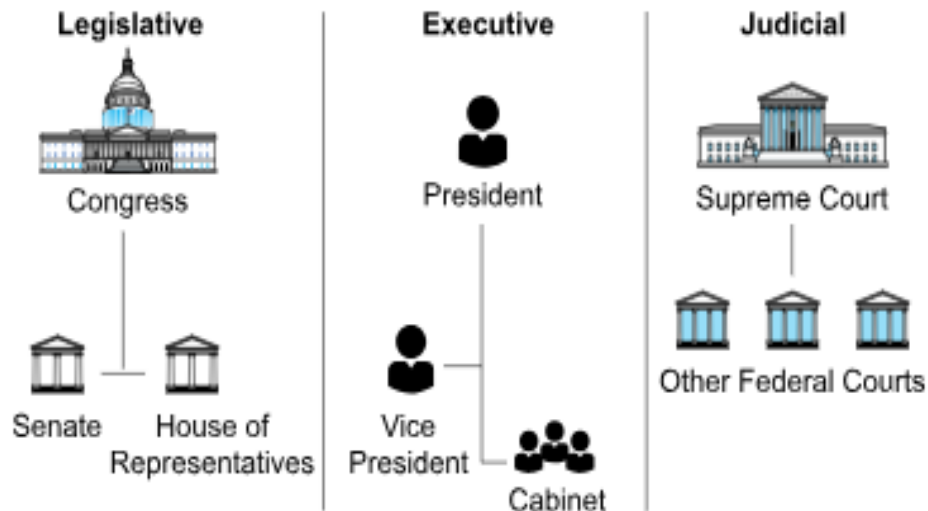 Legislative
Congress
Senate
House of
Representatives
Executive
President
Vice
President
Cabinet
Judicial
Supreme Court
Other Federal Courts